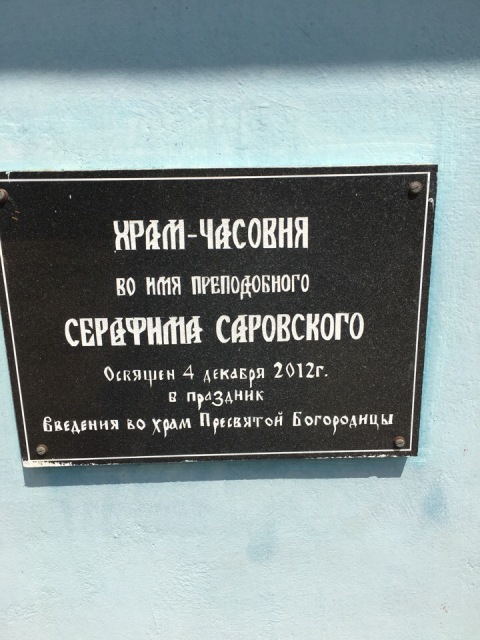 ХРАМ-ЧАСОВНЯ
ВО ИМЯ ПРЕПОДОБНОГО
СЕРАФИМА САРОВСКОГО
Освящен 4 декабря 2012г.
в праздник
Введения во храм Пресвятой Богородицы